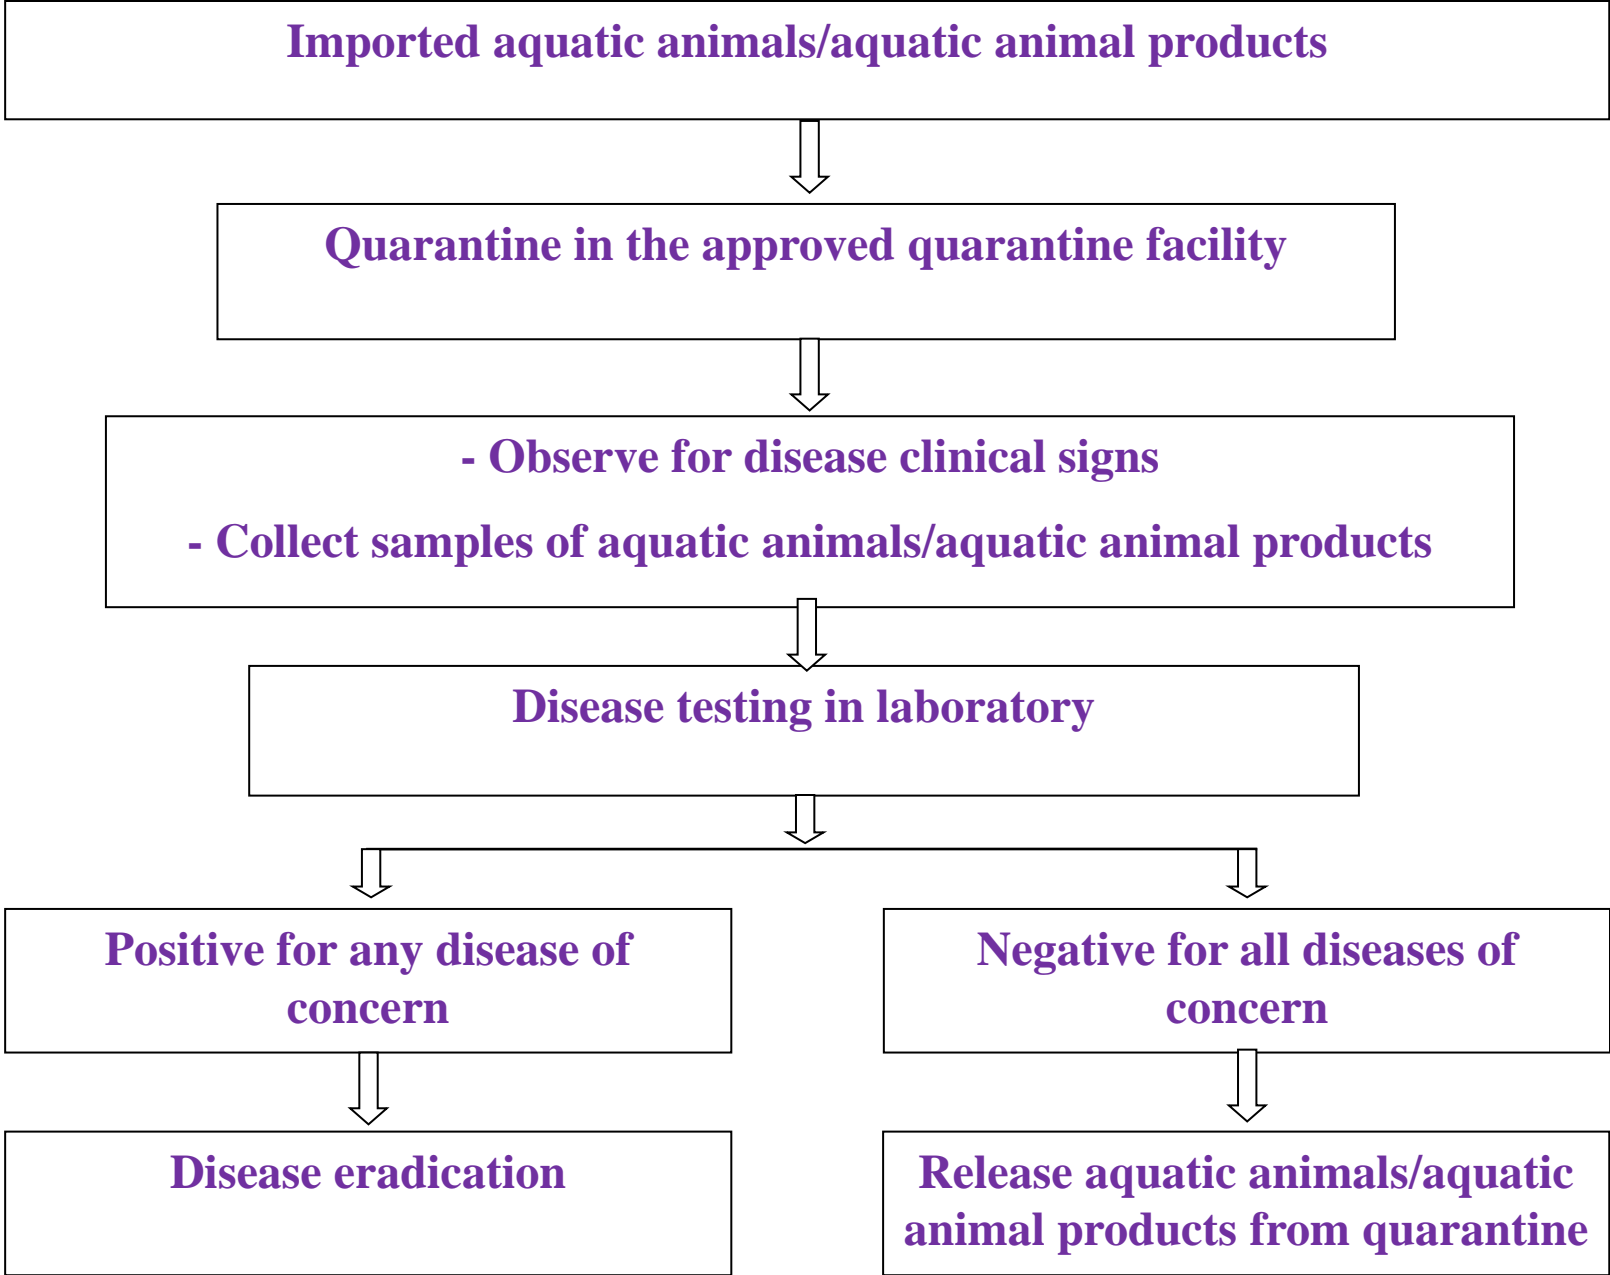 Imported aquatic animals/aquatic animal products
Quarantine in the approved quarantine facility
- Observe for disease clinical signs
- Collect samples of aquatic animals/aquatic animal products
Disease testing in laboratory
Positive for any disease of
concern
Negative for all diseases of
concern
Disease eradication
Release aquatic animals/aquatic
animal products from quarantine